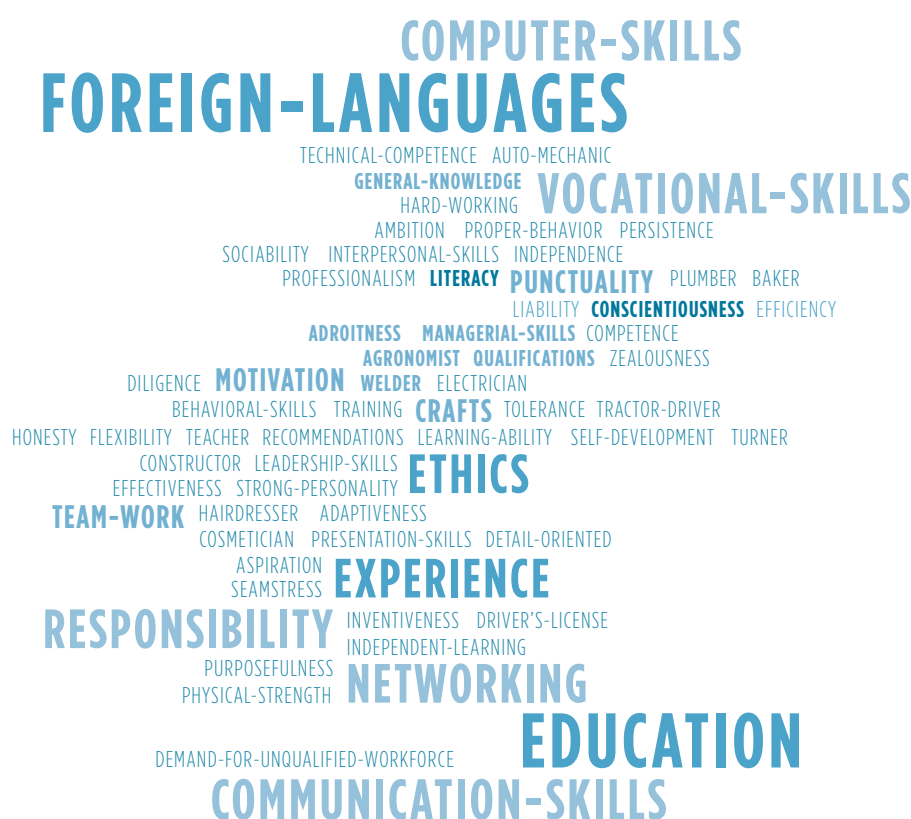 COMPUTER-SKILLS
FOREIGN-LANGUAGES
TECHNICAL-COMPETENCE AUTO-MECHANIC
GENERAL-KNOWLEDGE VOCATIONAL-SKILLS
HARD-WORKING
AMBITION PROPER-BEHAVIOR PERSISTENCE
SOCIABILITY INTERPERSONAL-SKILLS INDEPENDENCE
PROFESSIONALISM LITERACY PUNCTUALITY PLUMBER BAKER
LIABILITY CONSCIENTIOUSNESS EFFICIENCY
ADROITNESS MANAGERIAL-SKILLS COMPETENCE
AGRONOMIST QUALIFICATIONS ZEALOUSNESS
DILIGENCE MOTIVATION WELDER ELECTRICIAN
BEHAVIORAL-SKILLS TRAINING CRAFTS TOLERANCE TRACTOR-DRIVER
HONESTY FLEXIBILITY TEACHER RECOMMENDATIONS LEARNING-ABILITY SELF-DEVELOPMENT TURNER
CONSTRUCTOR LEADERSHIP-SKILLS ETHICS
EFFECTIVENESS STRONG-PERSONALITY
TEAM-WORK HAIRDRESSER ADAPTIVENESS
COSMETICIAN PRESENTATION-SKILLS DETAIL-ORIENTED
ASPIRATION EXPERIENCE
SEAMSTRESS
RESPONSIBILITY INVENTIVENESS DRIVER'S-LICENSE
INDEPENDENT-LEARNING
PURPOSEFULNESS NETWORKING
PHYSICAL-STRENGTH
EDUCATION
DEMAND-FOR-UNQUALIFIED-WORKFORCE
COMMUNICATION-SKILLS